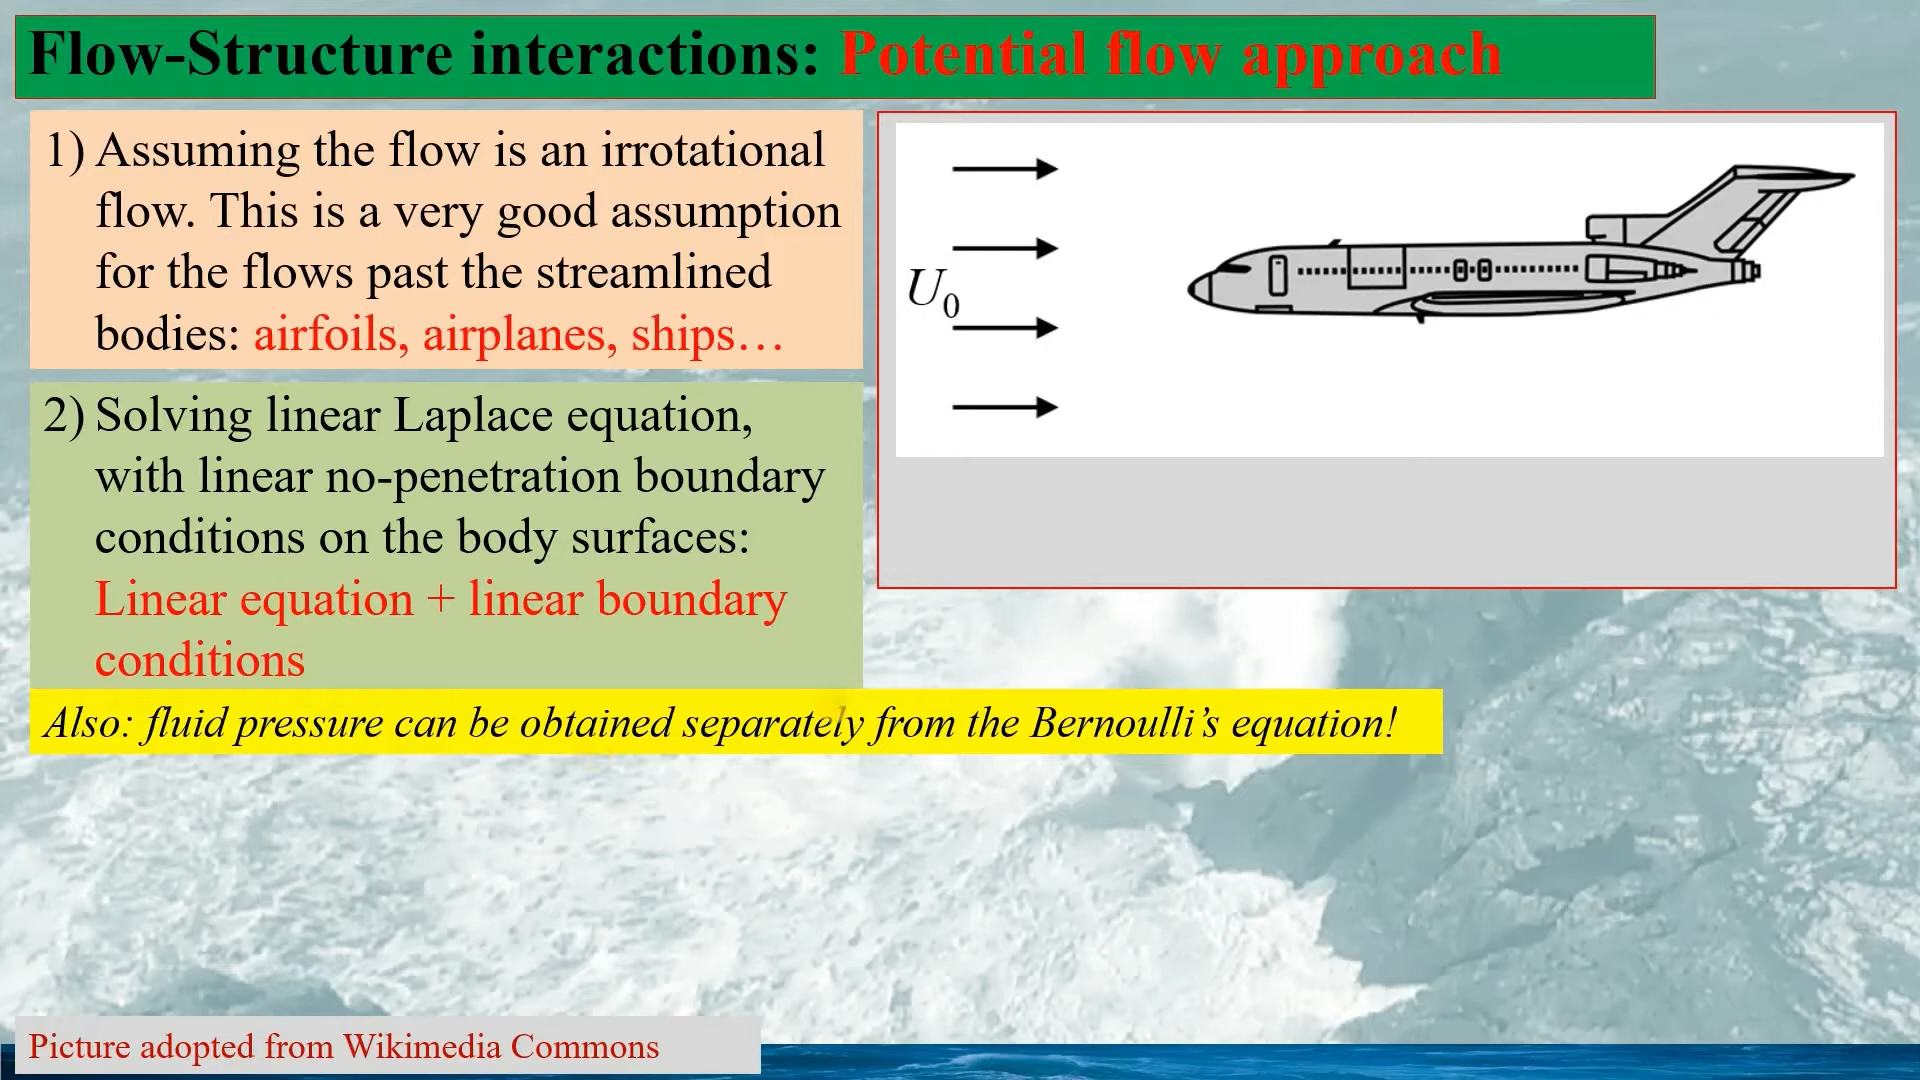 Flow-Structure interactions: Potential flow approach
1) Assuming the flow is an irrotational
flow. This is a very good assumption
for the flows past the streamlined
bodies: airfoils, airplanes, ships…
2) Solving linear Laplace equation,
with linear no-penetration boundary
conditions on the body surfaces:
Linear equation + linear boundary
conditions
Also: fluid pressure can be obtained separately from the Bernoulli’s equation!
U₀
Picture adopted from Wikimedia Commons